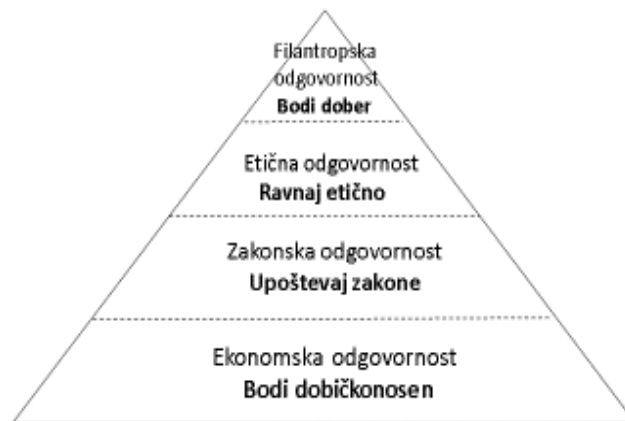 Filantropska
odgovornost
Bodi dober
Etična odgovornost
Ravnaj etično
Zakonska odgovornost
Upoštevaj zakone
Ekonomska odgovornost
Bodi dobičkonosen